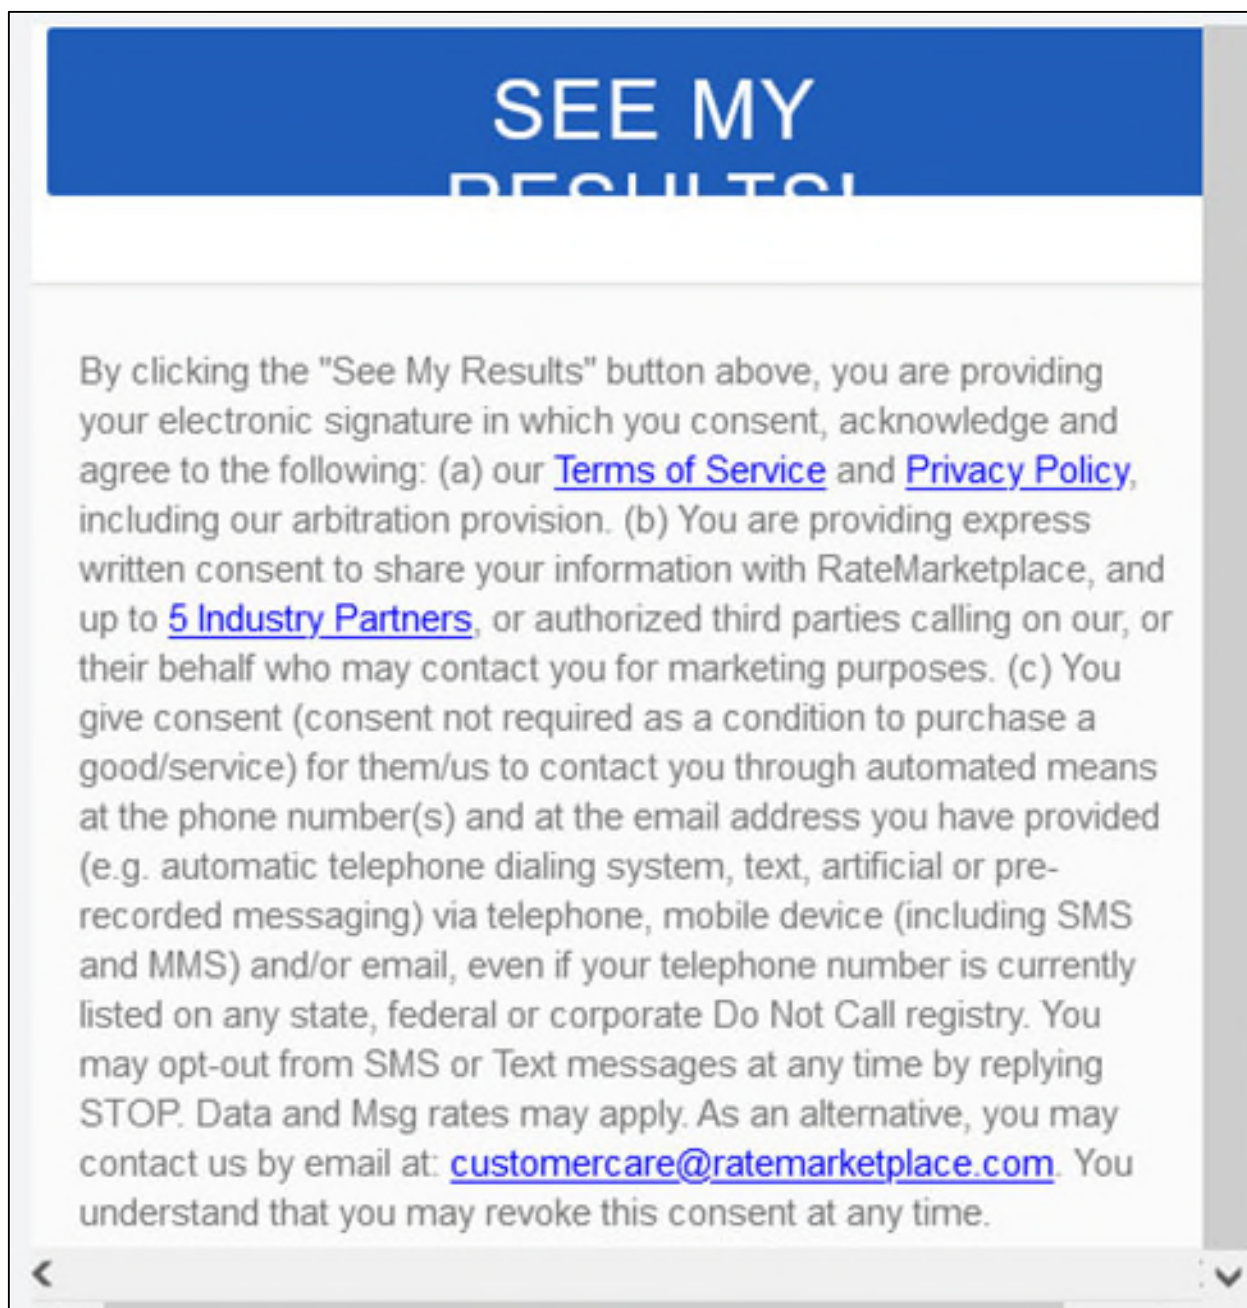 SEE MY
RESULTS!
By clicking the "See My Results" button above, you are providing
your electronic signature in which you consent, acknowledge and
agree to the following: (a) our Terms of Service and Privacy Policy,
including our arbitration provision. (b) You are providing express
written consent to share your information with RateMarketplace, and
up to 5 Industry Partners, or authorized third parties calling on our, or
their behalf who may contact you for marketing purposes. (c) You
give consent (consent not required as a condition to purchase a
good/service) for them/us to contact you through automated means
at the phone number(s) and at the email address you have provided
(e.g. automatic telephone dialing system, text, artificial or pre-
recorded messaging) via telephone, mobile device (including SMS
and MMS) and/or email, even if your telephone number is currently
listed on any state, federal or corporate Do Not Call registry. You
may opt-out from SMS or Text messages at any time by replying
STOP. Data and Msg rates may apply. As an alternative, you may
contact us by email at: customercare@ratemarketplace.com. You
understand that you may revoke this consent at any time.